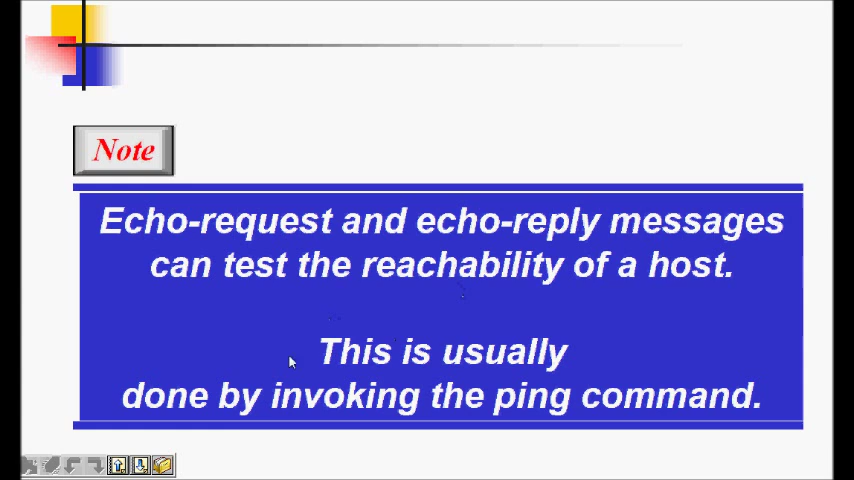 Note
Echo-request and echo-reply messages
can test the reachability of a host.
This is usually
done by invoking the ping command.